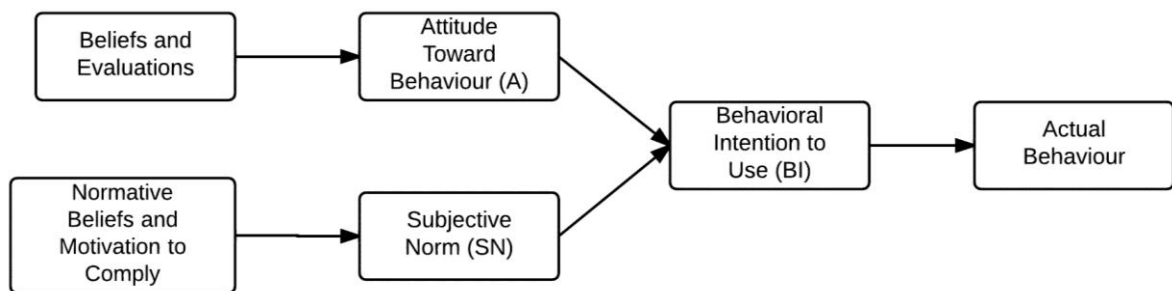 Beliefs and
Evaluations
Attitude
Toward
Behaviour (A)
Normative
Beliefs and
Motivation to
Comply
Subjective
Norm (SN)
Behavioral
Intention to
Use (BI)
Actual
Behaviour